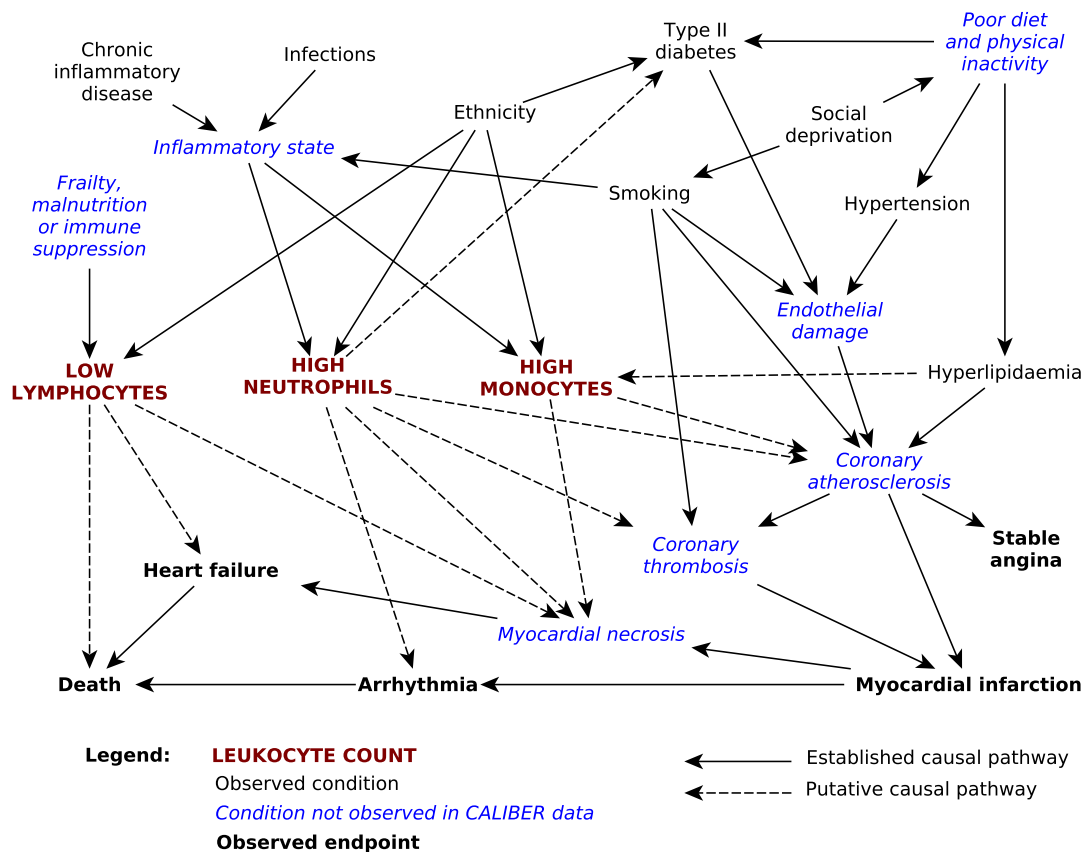 Chronic
inflammatory
disease
Infections
Type II
diabetes
Poor diet
and physical
inactivity
Ethnicity
Social
deprivation
Inflammatory state
Smoking
Hypertension
Frailty,
malnutrition
or immune
suppression
Endothelial
damage
LOW
LYMPHOCYTES
HIGH
NEUTROPHILS
HIGH
MONOCYTES
Hyperlipidaemia
Coronary
atherosclerosis
Coronary
thrombosis
Stable
angina
Heart failure
Myocardial necrosis
Death
Arrhythmia
Myocardial infarction
Legend:
LEUKOCYTE COUNT
Observed condition
Condition not observed in CALIBER data
Observed endpoint
Established causal pathway
Putative causal pathway